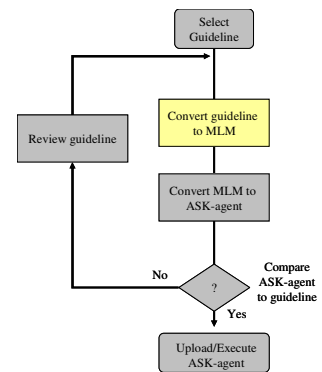 Select
Guideline
Convert guideline
to MLM
Review guideline
Convert MLM to
ASK-agent
No
?
Compare
ASK-agent
to guideline
Yes
Upload/Execute
ASK-agent